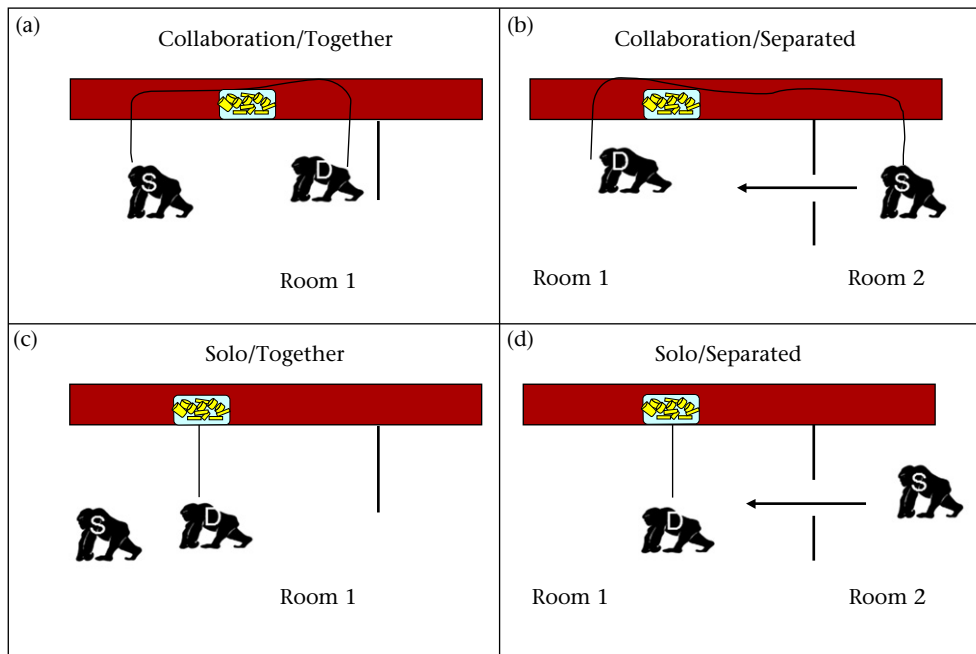 (a)
Collaboration/Together
S
D
Room 1
(b)
Collaboration/Separated
D
S
Room 1
Room 2
(c)
Solo/Together
S
D
Room 1
(d)
Solo/Separated
S
D
Room 1
Room 2